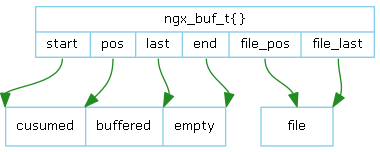 ngx_buf_t{}
start pos last end file_pos file_last
cusumed buffered empty file